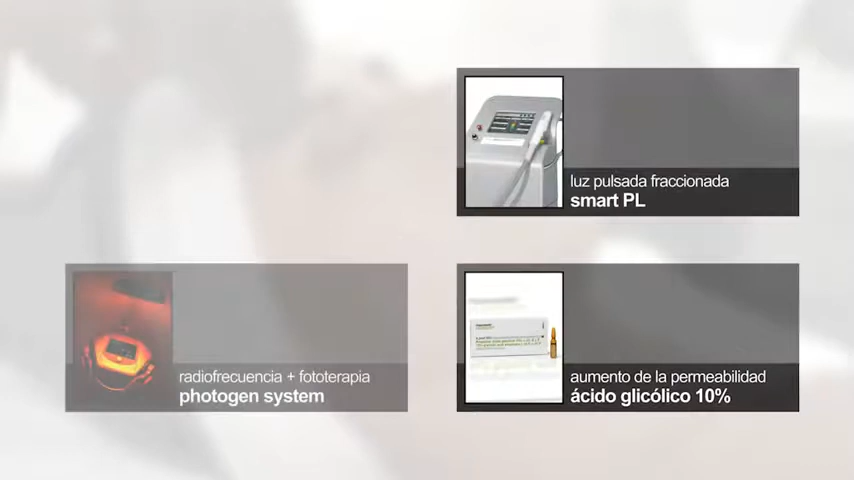 luz pulsada fraccionada
smart PL
radiofrecuencia + fototerapia
photogen system
aumento de la permeabilidad
ácido glicólico 10%